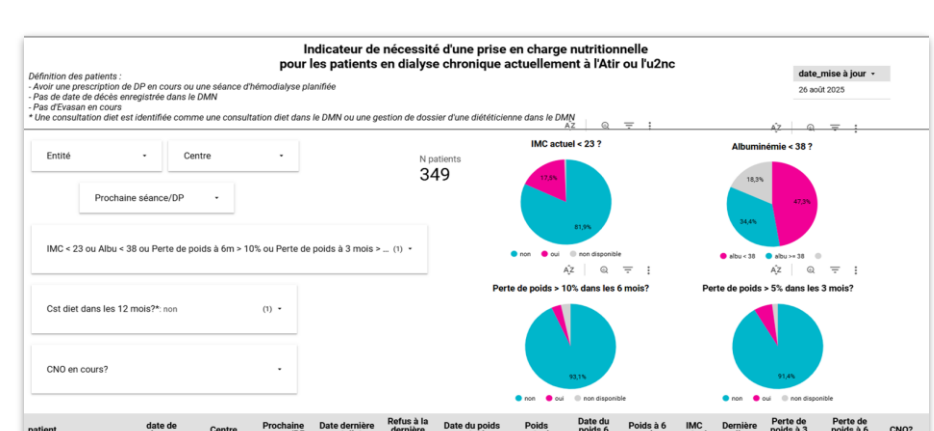 Indicateur de nécessité d'une prise en charge nutritionnelle
pour les patients en dialyse chronique actuellement à l'Atir ou l'u2nc
Définition des patients :
- Avoir une prescription de DP en cours ou une séance d'hémodialyse planifiée
- Pas de date de décès enregistrée dans le DMN
- Pas d'Evasan en cours
* Une consultation diet est identifiée comme une consultation diet dans le DMN ou une gestion de dossier d'une diététicienne dans le DMN
date_mise à jour
26 août 2025
Entité
Centre
Prochaine séance/DP
N patients
349
IMC < 23 ou Albu < 38 ou Perte de poids à 6m > 10% ou Perte de poids à 3 mois > ... (1)
Cst diet dans les 12 mois?*: non (1)
CNO en cours?
IMC actuel < 23 ?
17,5%
81,9%
non oui non disponible
Albuminémie < 38 ?
18,3%
47,3%
34,4%
albu < 38 albu >= 38
Perte de poids > 10% dans les 6 mois?
93,1%
non oui non disponible
Perte de poids > 5% dans les 3 mois?
91,4%
non oui non disponible
patient date de Centre Prochaine Date dernière Refus à la dernière Date du poids Poids Date du poids 6 Poids à 6 IMC Dernière Perte de poids à 3 Perte de poids à 6 CNO?